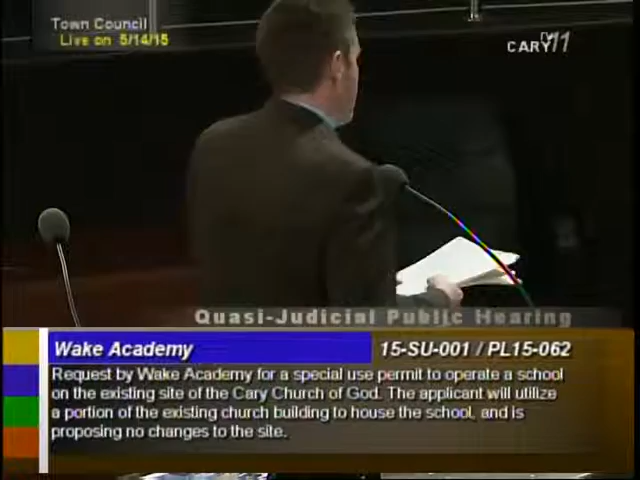 Town Council
Live on 5/14/15
CARY TV 11
Quasi-Judicial Public Hearing
Wake Academy 15-SU-001 / PL15-062
Request by Wake Academy for a special use permit to operate a school
on the existing site of the Cary Church of God. The applicant will utilize
a portion of the existing church building to house the school, and is
proposing no changes to the site.